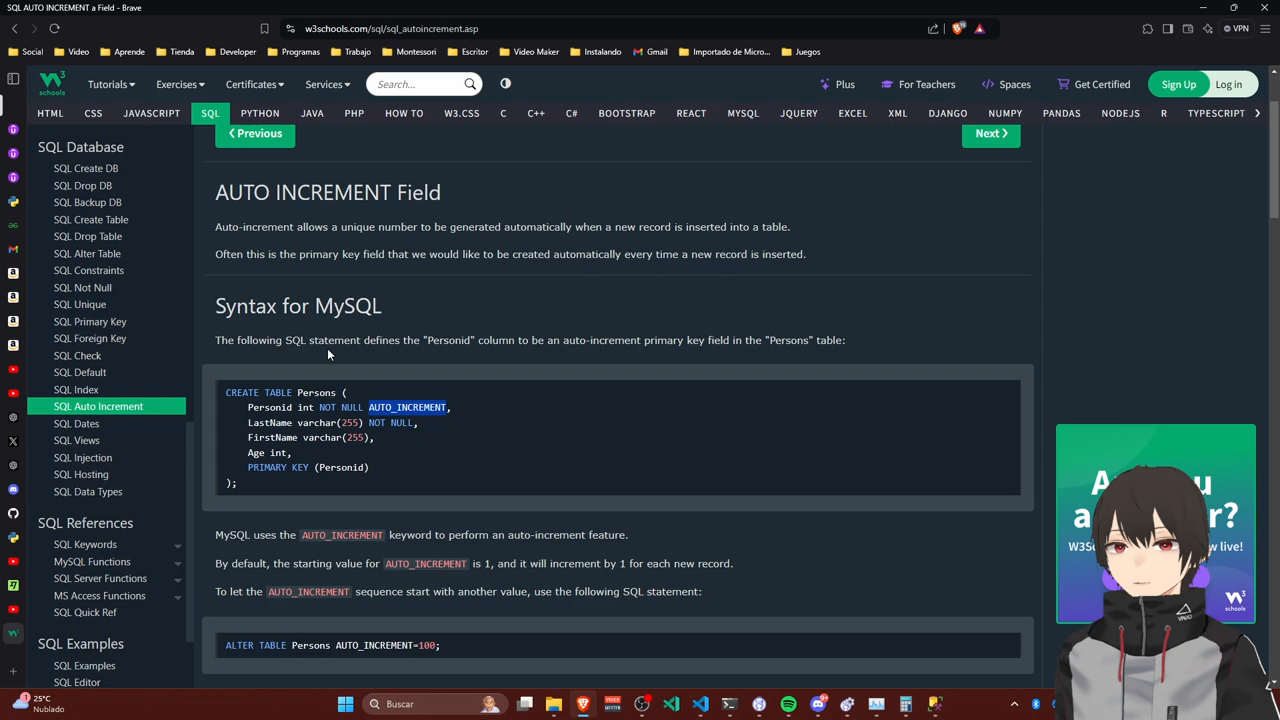 SQL AUTO INCREMENT a Field - Brave
w3schools.com/sql/sql_autoincrement.asp
VPN
Social Video Aprende Tienda Developer Programas Trabajo Montessori Escritor Video Maker Instalando Gmail Importado de Micro... Juegos
W3 schools Tutorials Exercises Certificates Services Search... Plus For Teachers Spaces Get Certified Sign Up Log in
HTML CSS JAVASCRIPT SQL PYTHON JAVA PHP HOW TO W3.CSS C C++ C# BOOTSTRAP REACT MYSQL JQUERY EXCEL XML DJANGO NUMPY PANDAS NODEJS R TYPESCRIPT
SQL Database
SQL Create DB
SQL Drop DB
SQL Backup DB
SQL Create Table
SQL Drop Table
SQL Alter Table
SQL Constraints
SQL Not Null
SQL Unique
SQL Primary Key
SQL Foreign Key
SQL Check
SQL Default
SQL Index
SQL Auto Increment
SQL Dates
SQL Views
SQL Injection
SQL Hosting
SQL Data Types
SQL References
SQL Keywords
MySQL Functions
SQL Server Functions
MS Access Functions
SQL Quick Ref
SQL Examples
SQL Examples
SQL Editor
❮ Previous
Next ❯
AUTO INCREMENT Field
Auto-increment allows a unique number to be generated automatically when a new record is inserted into a table.
Often this is the primary key field that we would like to be created automatically every time a new record is inserted.
Syntax for MySQL
The following SQL statement defines the "Personid" column to be an auto-increment primary key field in the "Persons" table:
CREATE TABLE Persons (
Personid int NOT NULL AUTO_INCREMENT,
LastName varchar(255) NOT NULL,
FirstName varchar(255),
Age int,
PRIMARY KEY (Personid)
);
MySQL uses the AUTO_INCREMENT keyword to perform an auto-increment feature.
By default, the starting value for AUTO_INCREMENT is 1, and it will increment by 1 for each new record.
To let the AUTO_INCREMENT sequence start with another value, use the following SQL statement:
ALTER TABLE Persons AUTO_INCREMENT=100;
W3 schools
25°C
Nublado
Buscar